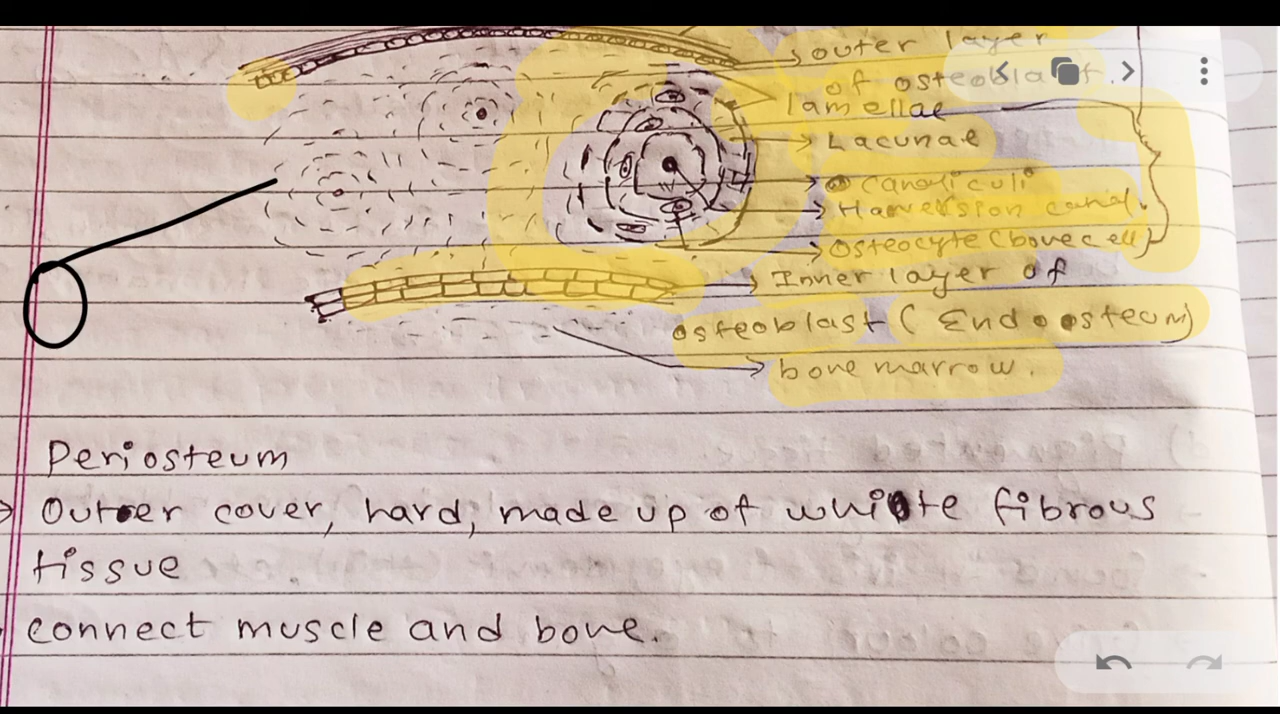 outer layer
of osteoblast.
lamellae
Lacunae
canaliculi
Harversion canal.
Osteocyte (bone cell)
Inner layer of
osteoblast ( Endoosteum)
bone marrow.
Periosteum
Outer cover, hard, made up of white fibrous
tissue
connect muscle and bone.